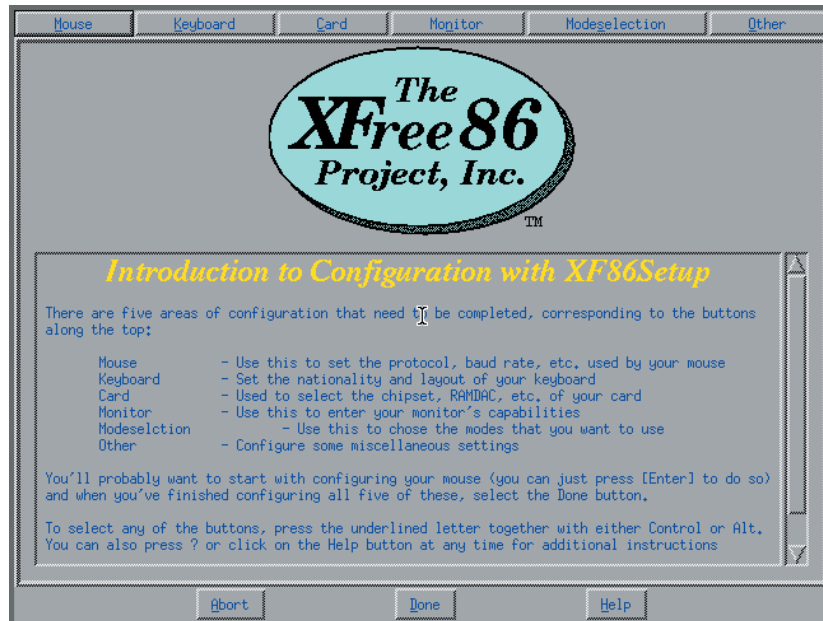 Mouse Keyboard Card Monitor Modeselection Other
The
XFree86
Project, Inc.
TM
Introduction to Configuration with XF86Setup
There are five areas of configuration that need to be completed, corresponding to the buttons
along the top:
Mouse - Use this to set the protocol, baud rate, etc. used by your mouse
Keyboard - Set the nationality and layout of your keyboard
Card - Used to select the chipset, RAMDAC, etc. of your card
Monitor - Use this to enter your monitor's capabilities
Modeselction - Use this to chose the modes that you want to use
Other - Configure some miscellaneous settings
You'll probably want to start with configuring your mouse (you can just press [Enter] to do so)
and when you've finished configuring all five of these, select the Done button.
To select any of the buttons, press the underlined letter together with either Control or Alt.
You can also press ? or click on the Help button at any time for additional instructions
Abort Done Help